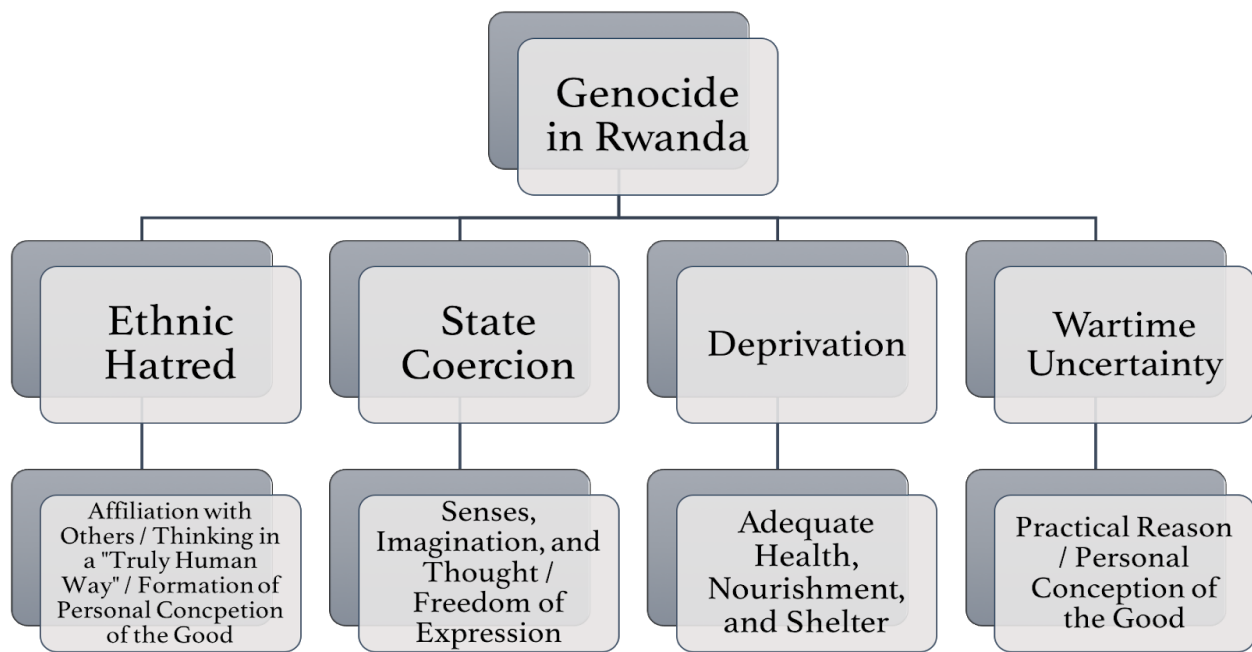 Genocide
in Rwanda
Ethnic
Hatred
State
Coercion
Deprivation
Wartime
Uncertainty
Affiliation with
Others / Thinking in
a "Truly Human
Way" / Formation of
Personal Concpetion
of the Good
Senses,
Imagination, and
Thought /
Freedom of
Expression
Adequate
Health,
Nourishment,
and Shelter
Practical Reason
/ Personal
Conception of
the Good